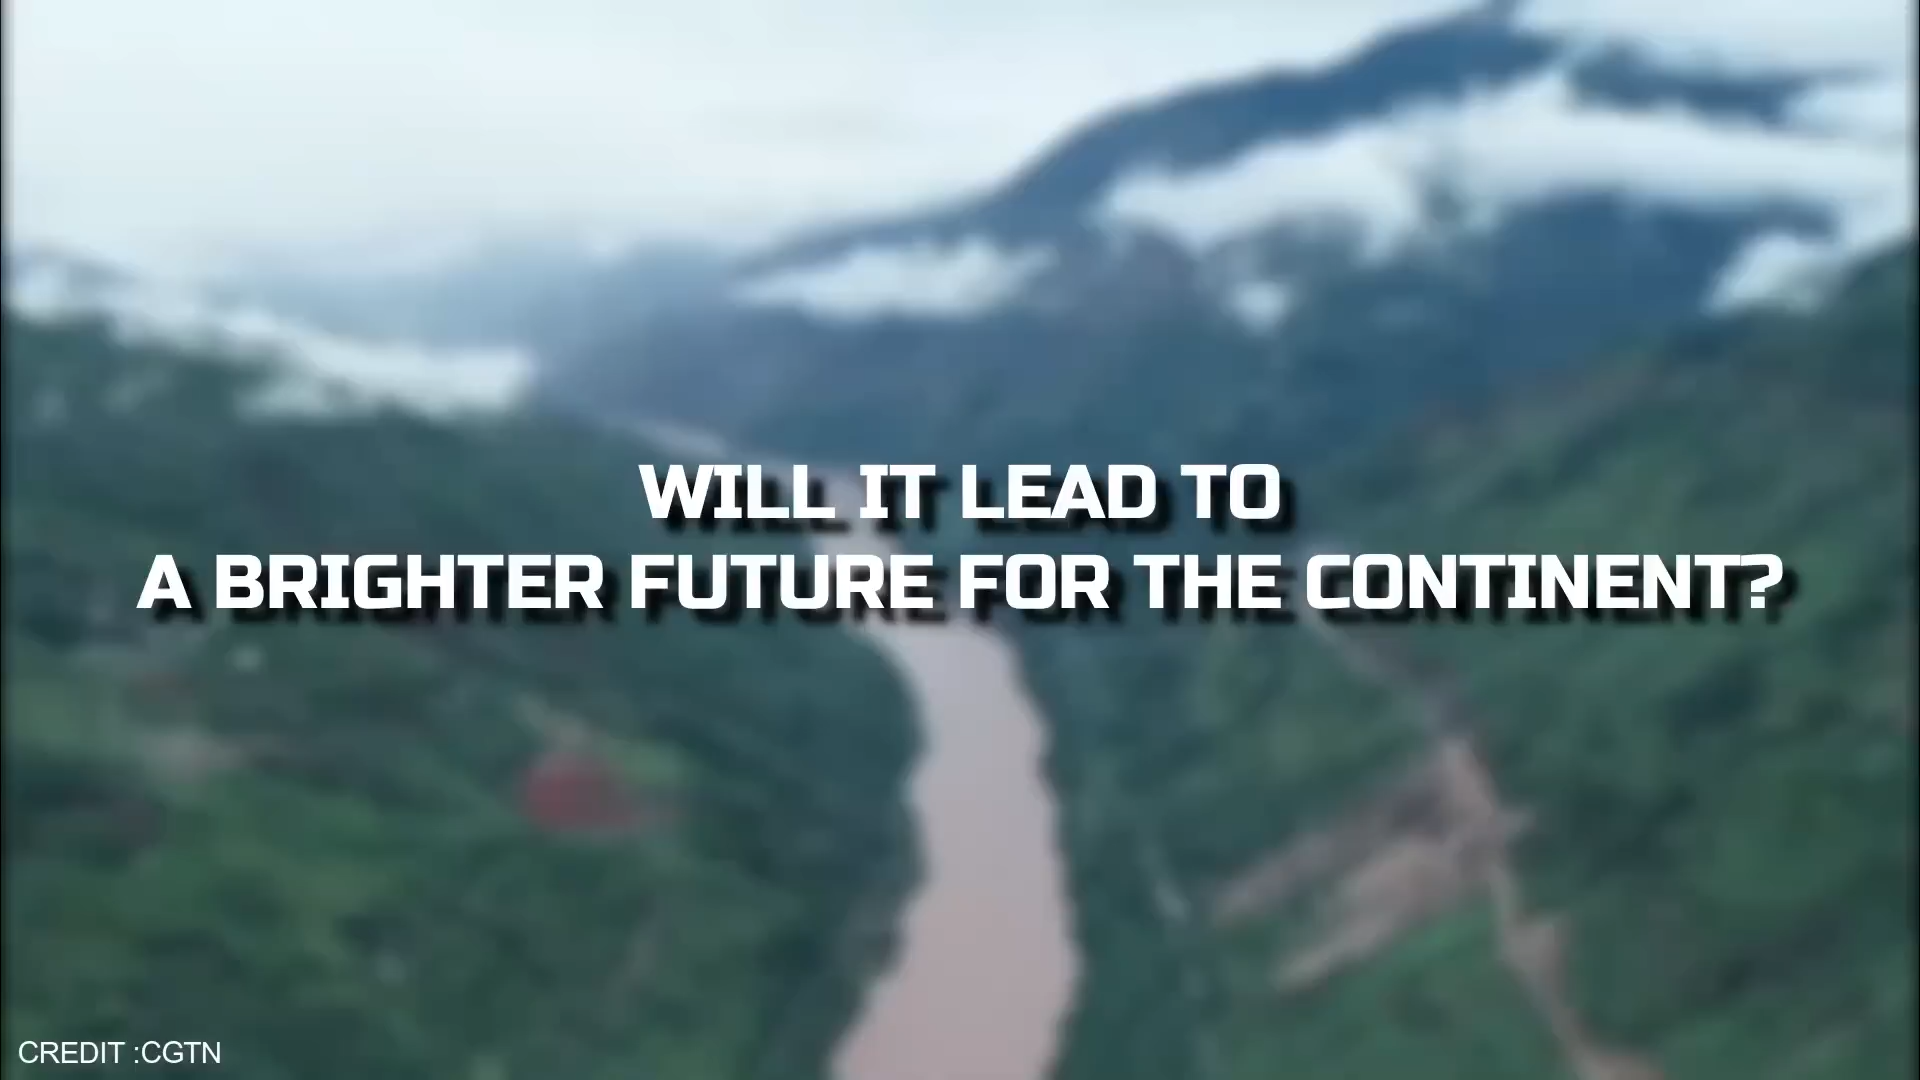 WILL IT LEAD TO
A BRIGHTER FUTURE FOR THE CONTINENT?
CREDIT :CGTN